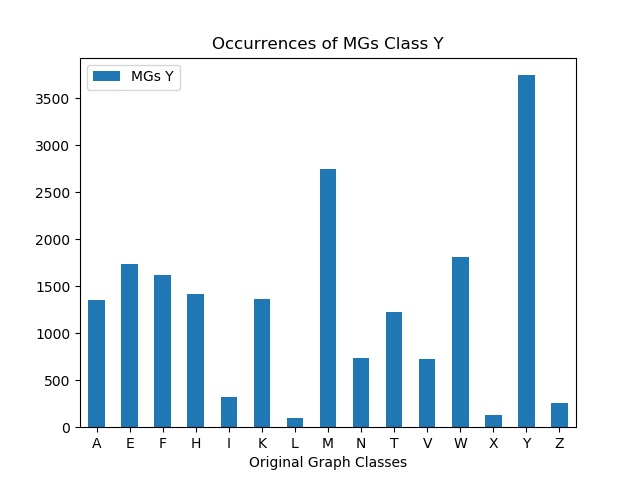 Occurrences of MGs Class Y
MGs Y
3500
3000
2500
2000
1500
1000
500
0
A E F H I K L M N T V W X Y Z
Original Graph Classes